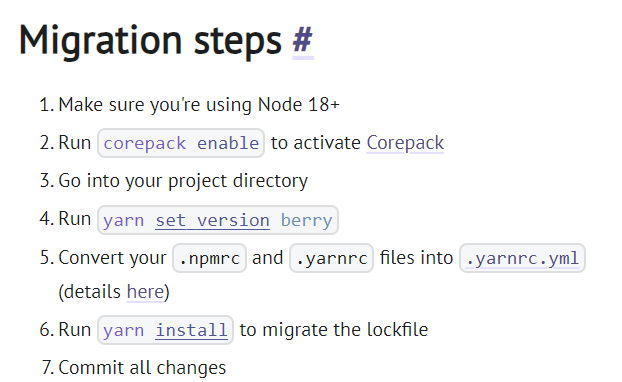 Migration steps #
1. Make sure you're using Node 18+
2. Run corepack enable to activate Corepack
3. Go into your project directory
4. Run yarn set version berry
5. Convert your .npmrc and .yarnrc files into .yarnrc.yml
(details here)
6. Run yarn install to migrate the lockfile
7. Commit all changes